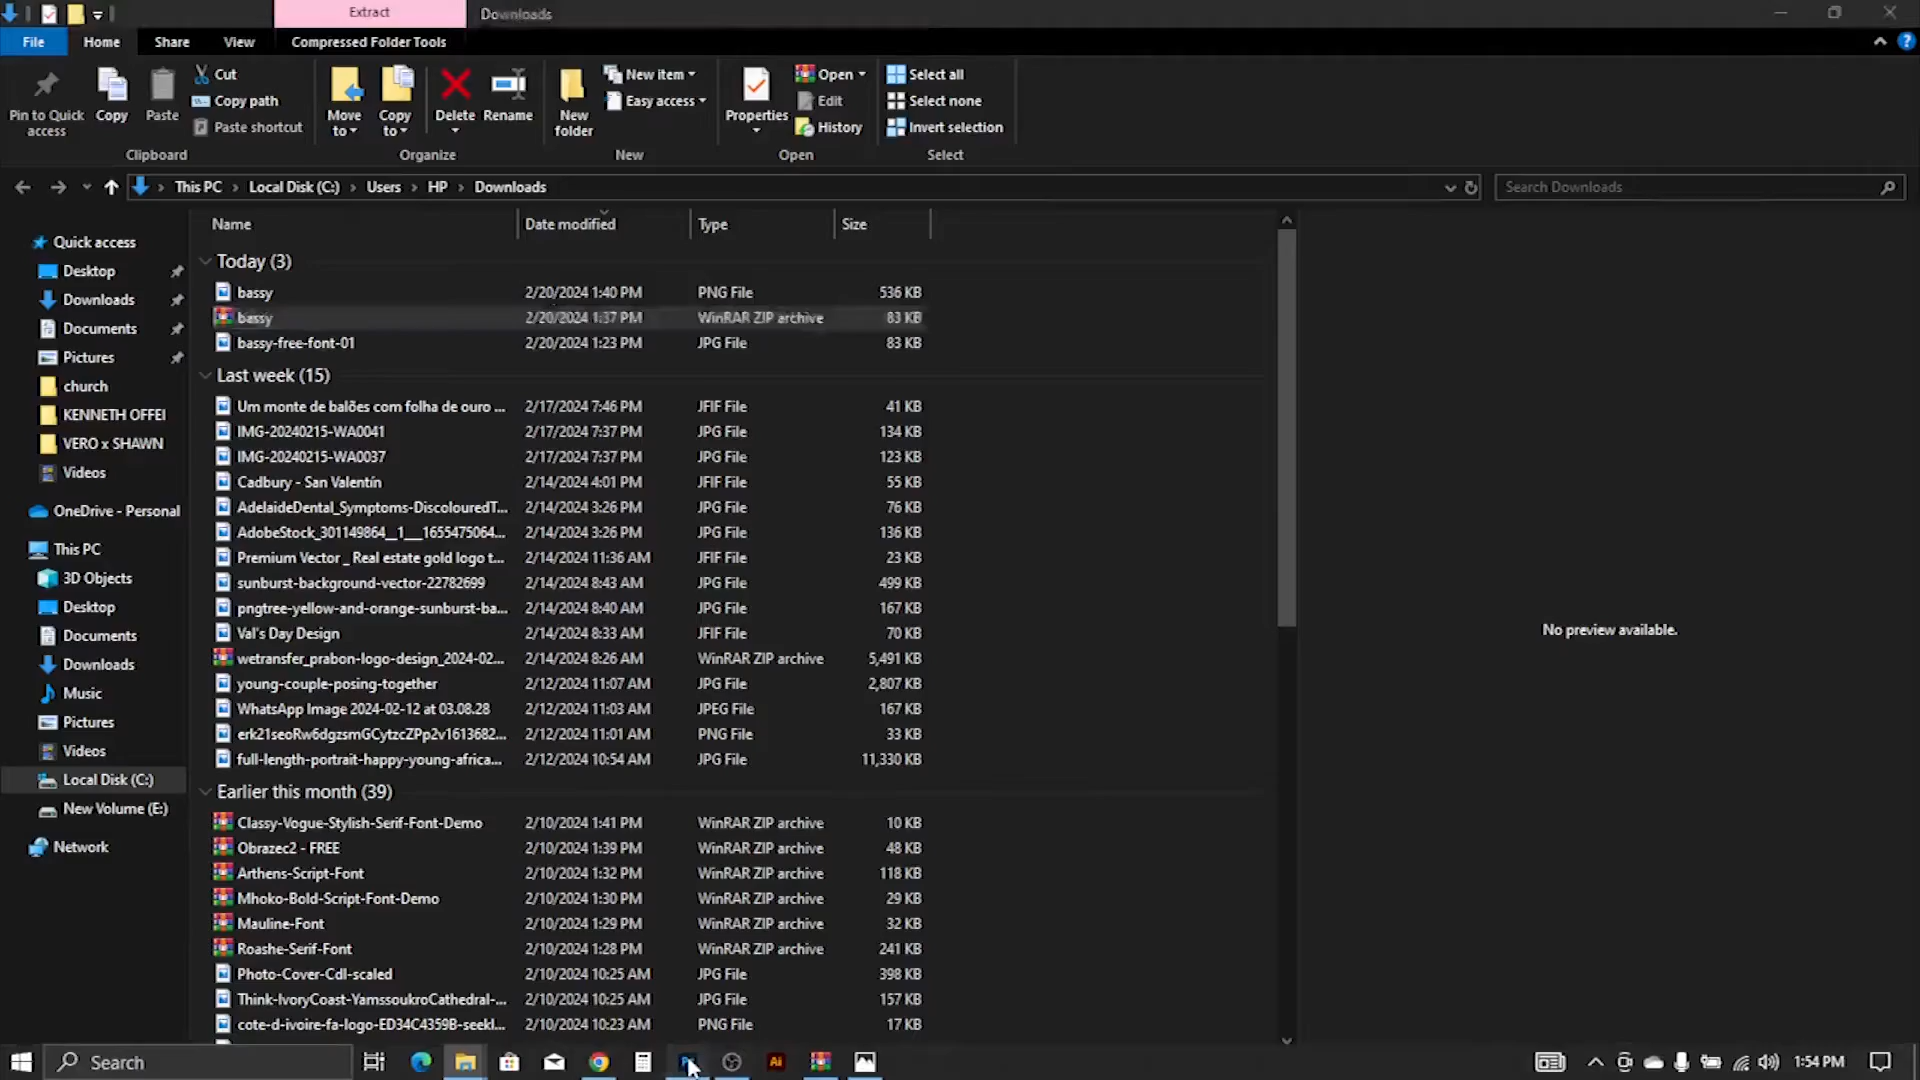 Extract Downloads
File Home Share View Compressed Folder Tools
Pin to Quick access Copy Paste Cut Copy path Paste shortcut Move to Copy to Delete Rename New folder New item Easy access Properties Open Edit History Select all Select none Invert selection
Clipboard Organize New Open Select
This PC Local Disk (C:) Users HP Downloads Search Downloads
Quick access
Desktop
Downloads
Documents
Pictures
church
KENNETH OFFEI
VERO x SHAWN
Videos
OneDrive - Personal
This PC
3D Objects
Desktop
Documents
Downloads
Music
Pictures
Videos
Local Disk (C:)
New Volume (E:)
Network
Name Date modified Type Size
Today (3)
bassy 2/20/2024 1:40 PM PNG File 536 KB
bassy 2/20/2024 1:37 PM WinRAR ZIP archive 83 KB
bassy-free-font-01 2/20/2024 1:23 PM JPG File 83 KB
Last week (15)
Um monte de balões com folha de ouro ... 2/17/2024 7:46 PM JFIF File 41 KB
IMG-20240215-WA0041 2/17/2024 7:37 PM JPG File 134 KB
IMG-20240215-WA0037 2/17/2024 7:37 PM JPG File 123 KB
Cadbury - San Valentín 2/14/2024 4:01 PM JFIF File 55 KB
AdelaideDental_Symptoms-DiscolouredT... 2/14/2024 3:26 PM JPG File 76 KB
AdobeStock_301149864__1__1655475064... 2/14/2024 3:26 PM JPG File 136 KB
Premium Vector _ Real estate gold logo t... 2/14/2024 11:36 AM JFIF File 23 KB
sunburst-background-vector-22782699 2/14/2024 8:43 AM JPG File 499 KB
pngtree-yellow-and-orange-sunburst-ba... 2/14/2024 8:40 AM JPG File 167 KB
Val's Day Design 2/14/2024 8:33 AM JFIF File 70 KB
wetransfer_prabon-logo-design_2024-02... 2/14/2024 8:26 AM WinRAR ZIP archive 5,491 KB
young-couple-posing-together 2/12/2024 11:07 AM JPG File 2,807 KB
WhatsApp Image 2024-02-12 at 03.08.28 2/12/2024 11:03 AM JPEG File 167 KB
erk21seoRw6dgzsmGCytzcZPp2v1613682... 2/12/2024 11:01 AM PNG File 33 KB
full-length-portrait-happy-young-africa... 2/12/2024 10:54 AM JPG File 11,330 KB
Earlier this month (39)
Classy-Vogue-Stylish-Serif-Font-Demo 2/10/2024 1:41 PM WinRAR ZIP archive 10 KB
Obrazec2 - FREE 2/10/2024 1:39 PM WinRAR ZIP archive 48 KB
Arthens-Script-Font 2/10/2024 1:32 PM WinRAR ZIP archive 118 KB
Mhoko-Bold-Script-Font-Demo 2/10/2024 1:30 PM WinRAR ZIP archive 29 KB
Mauline-Font 2/10/2024 1:29 PM WinRAR ZIP archive 32 KB
Roashe-Serif-Font 2/10/2024 1:28 PM WinRAR ZIP archive 241 KB
Photo-Cover-Cdl-scaled 2/10/2024 10:25 AM JPG File 398 KB
Think-IvoryCoast-YamssoukroCathedral-... 2/10/2024 10:25 AM JPG File 157 KB
cote-d-ivoire-fa-logo-ED34C4359B-seekl... 2/10/2024 10:23 AM PNG File 17 KB
No preview available.
Search Ai 1:54 PM